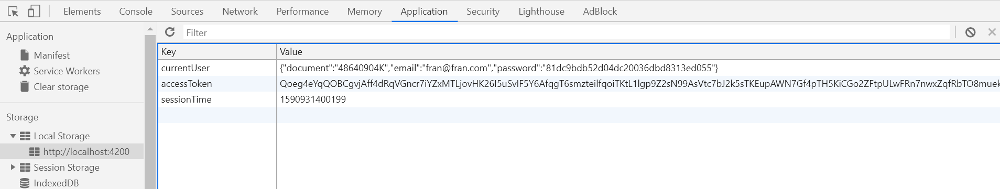 Elements Console Sources Network Performance Memory Application Security Lighthouse AdBlock
Application
Filter
Manifest
Service Workers
Clear storage
Storage
Local Storage
http://localhost:4200
Session Storage
IndexedDB
Key Value
currentUser {"document":"48640904K","email":"fran@fran.com","password":"81dc9bdb52d04dc20036dbd8313ed055"}
accessToken Qoeg4eYqQOBCgvjAff4dRqVGncr7iYZxMTLjovHK26I5uSvIF5Y6AfqgT6smzteilfqoiTKtL1lgp9Z2sN99AsVtc7bJ2k5sTKEupAWN7Gf4pTH5KiCGo2ZFtpULwFRn7nwxZqfRbTO8muek
sessionTime 1590931400199